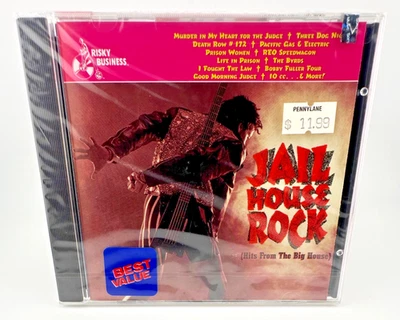 RISKY
BUSINESS
Murder in My Heart for the Judge † Three Dog Nig
Death Row # 172 † Pacific Gas & Electric
Prison Women † REO Speedwagon
Life in Prison † The Byrds
I Fought The Law † Bobby Fuller Four
Good Morning Judge † 10 cc. . .& More!
PENNYLANE
$ 11.99
JAIL
HOUSE
ROCK
(Hits From The Big House)
BEST
VALUE